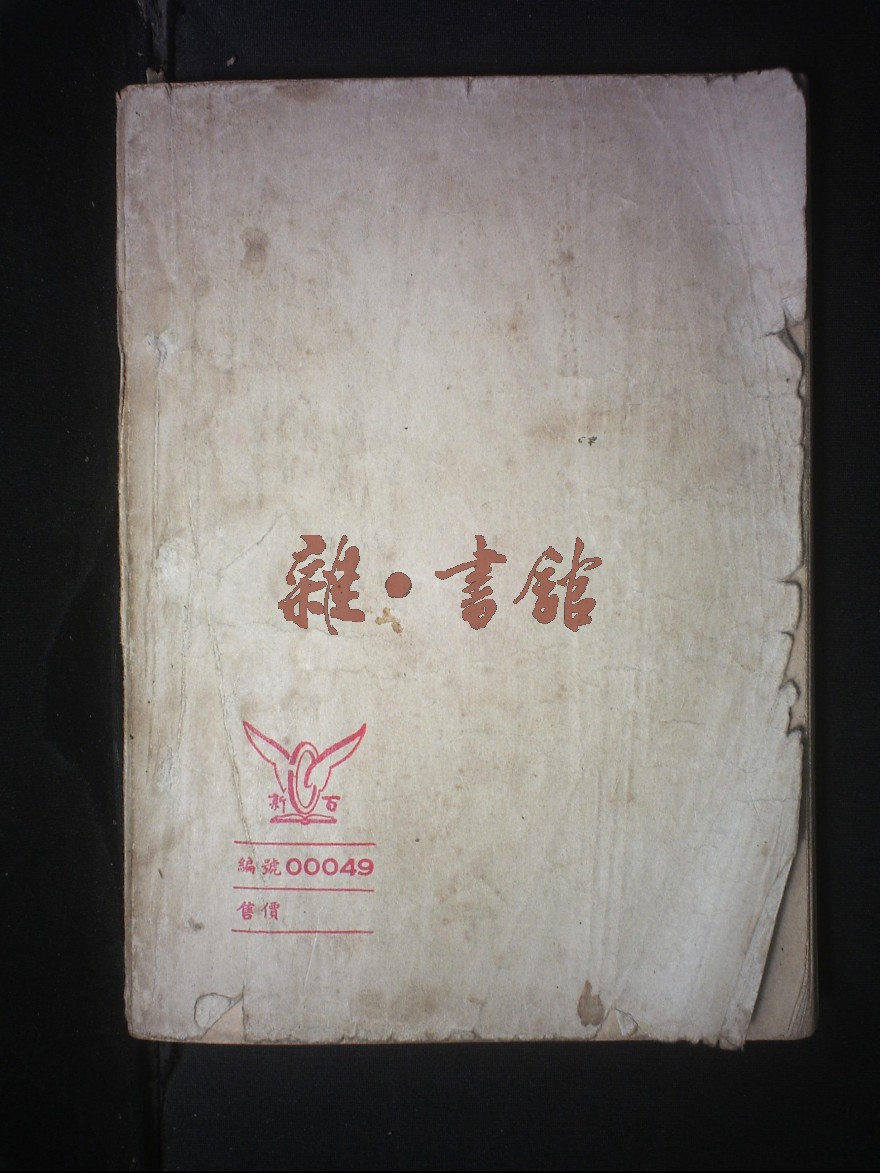 雜·書館
新 百
編號00049
售價